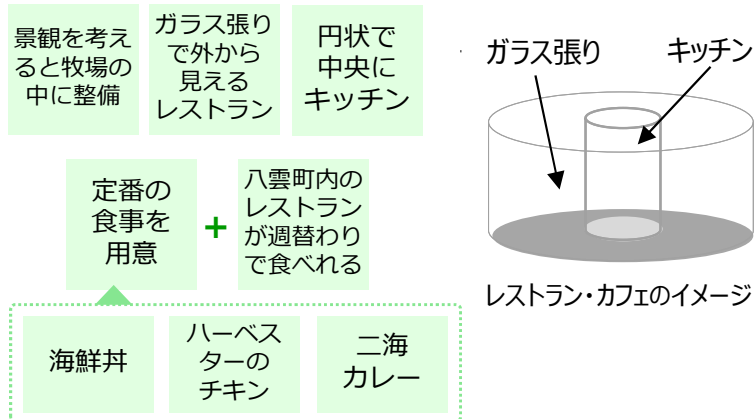 景観を考え
ると牧場の
中に整備
ガラス張り
で外から
見える
レストラン
円状で
中央に
キッチン
ガラス張り
キッチン
定番の
食事を
用意
+
八雲町内の
レストラン
が週替わり
で食べれる
レストラン・カフェのイメージ
海鮮丼
ハーベス
ターの
チキン
二海
カレー